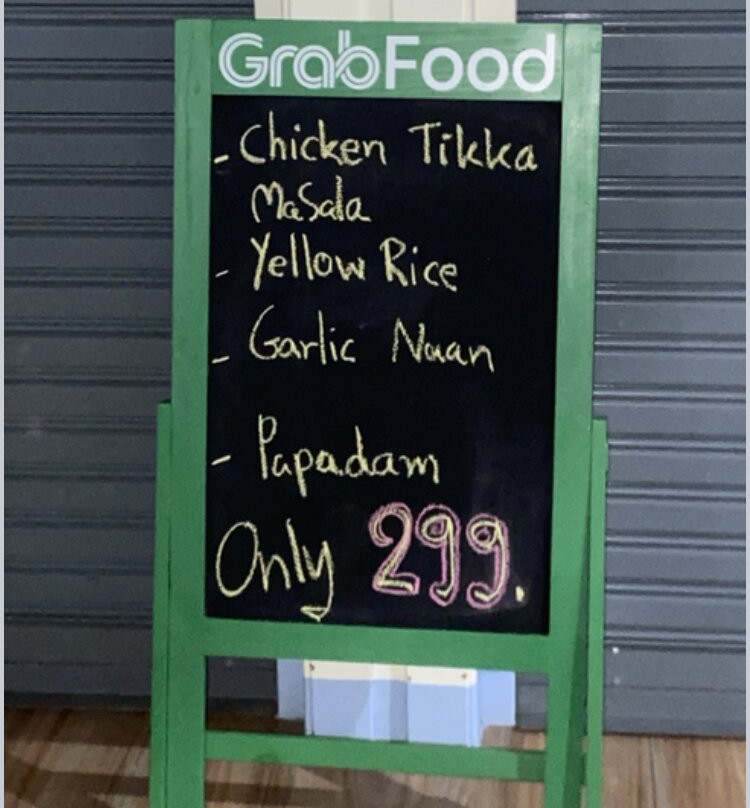 GrabFood
- Chicken Tikka
Masala
- Yellow Rice
- Garlic Naan
- Papadam
Only 299.